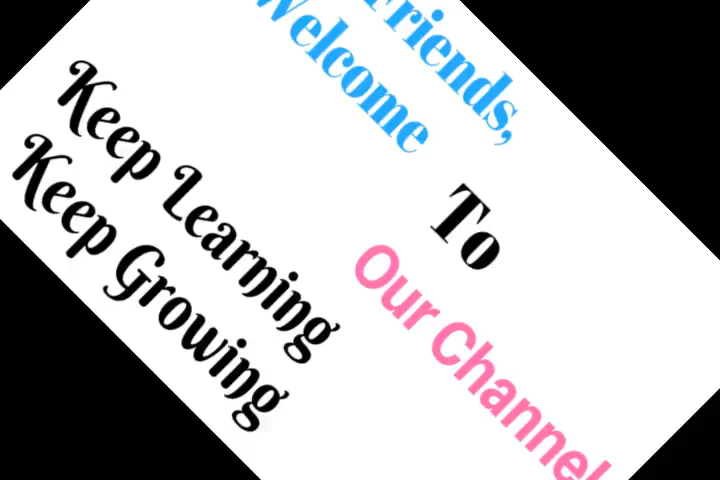 Friends,
Welcome
To
Our Channel
Keep Learning
Keep Growing